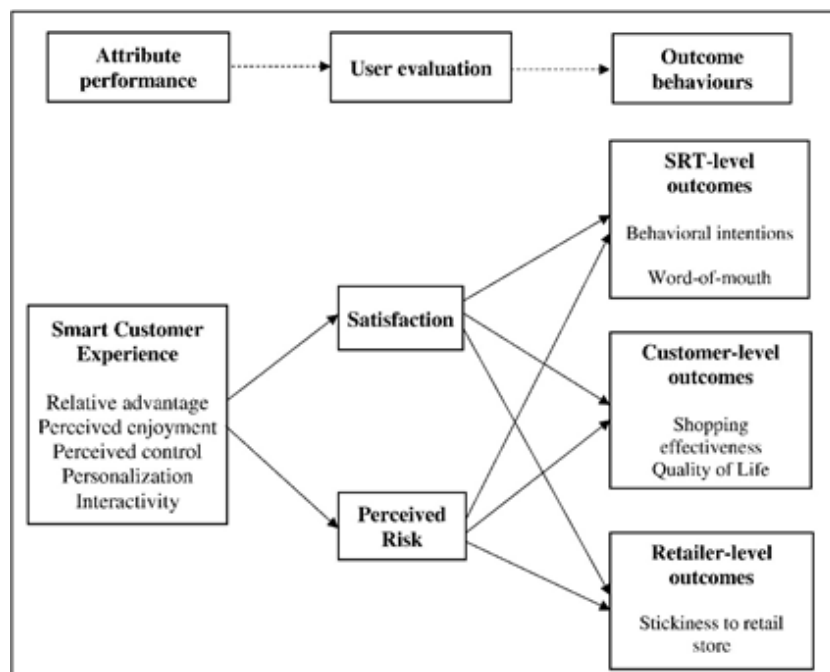 Attribute
performance
User evaluation
Outcome
behaviours
SRT-level
outcomes
Behavioral intentions
Word-of-mouth
Smart Customer
Experience
Relative advantage
Perceived enjoyment
Perceived control
Personalization
Interactivity
Satisfaction
Perceived
Risk
Customer-level
outcomes
Shopping
effectiveness
Quality of Life
Retailer-level
outcomes
Stickiness to retail
store